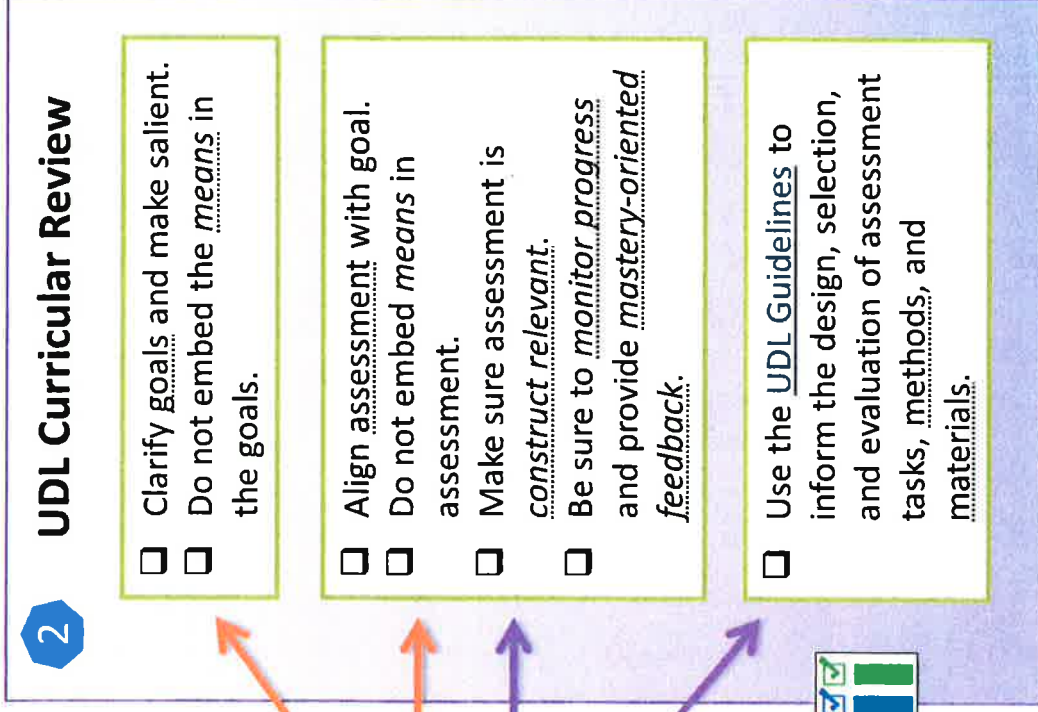 2
UDL Curricular Review
❑ Clarify goals and make salient.
❑ Do not embed the means in
the goals.
❑ Align assessment with goal.
❑ Do not embed means in
assessment.
❑ Make sure assessment is
construct relevant.
❑ Be sure to monitor progress
and provide mastery-oriented
feedback.
❑ Use the UDL Guidelines to
inform the design, selection,
and evaluation of assessment
tasks, methods, and
materials.